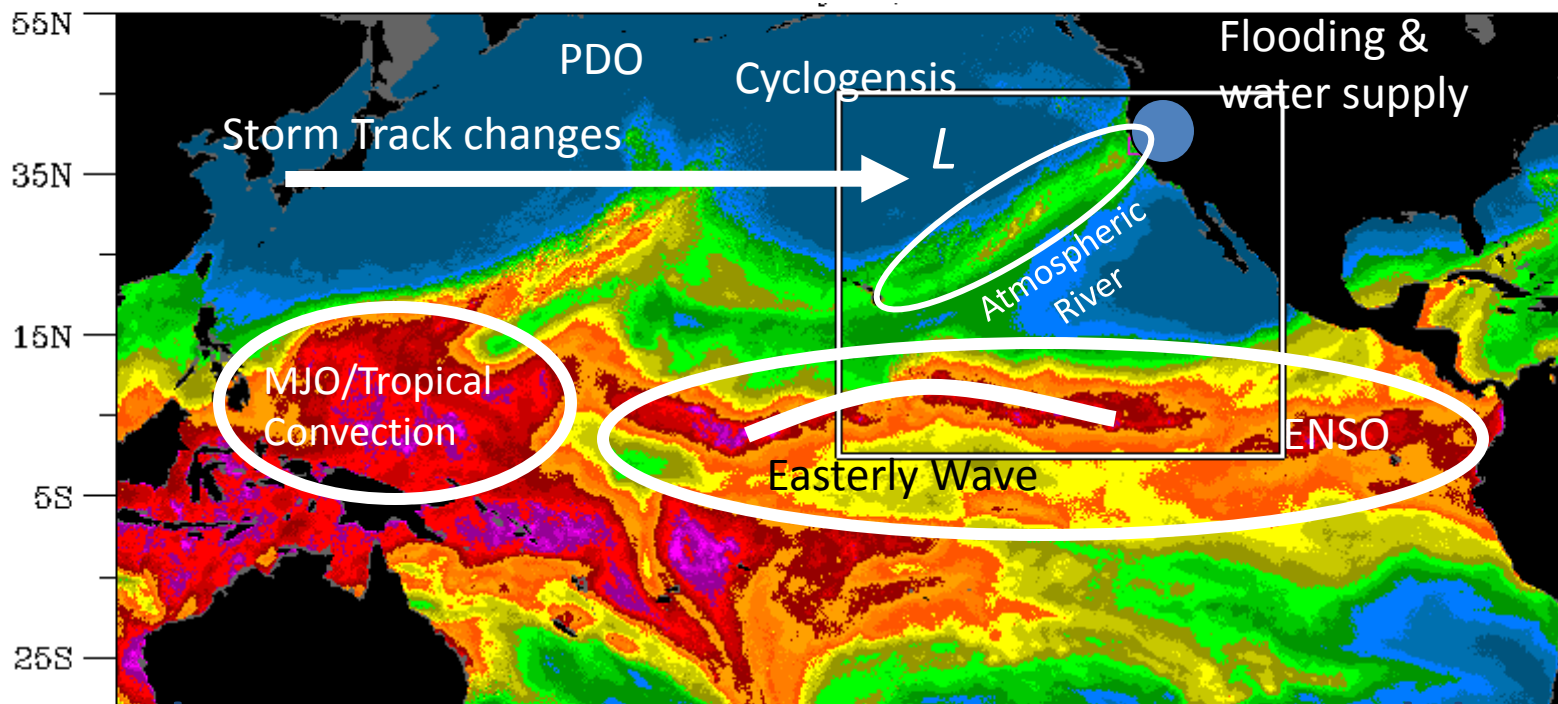 55N
PDO
Cyclogensis
Flooding &
water supply
Storm Track changes
L
35N
Atmospheric
River
15N
MJO/Tropical
Convection
ENSO
Easterly Wave
5S
25S